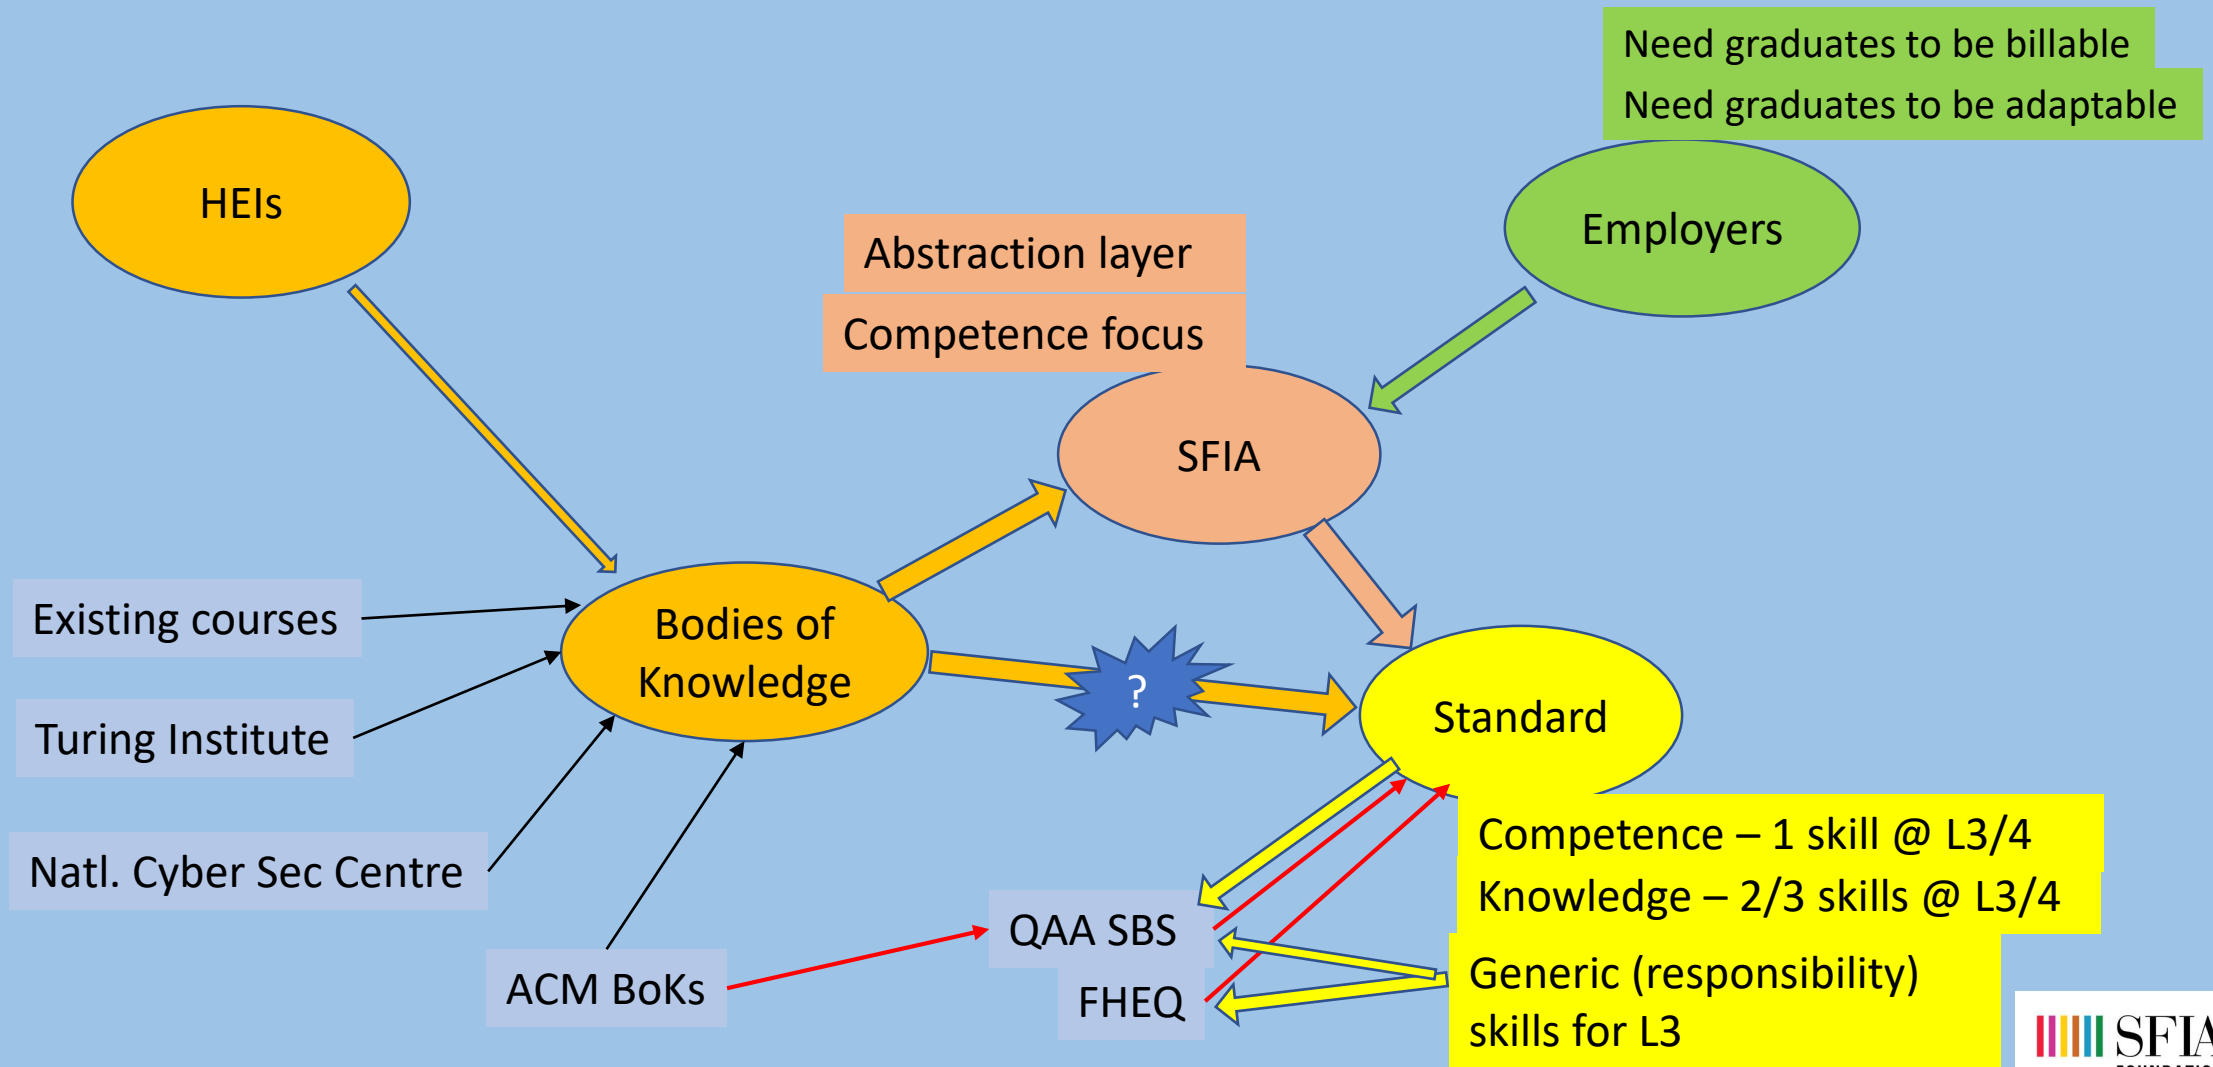 Need graduates to be billable
Need graduates to be adaptable
HEIs
Employers
Abstraction layer
Competence focus
SFIA
Existing courses
Bodies of
Knowledge
?
Turing Institute
Standard
Natl. Cyber Sec Centre
Competence – 1 skill @ L3/4
Knowledge – 2/3 skills @ L3/4
QAA SBS
ACM BoKs
FHEQ
Generic (responsibility)
skills for L3
SFIA